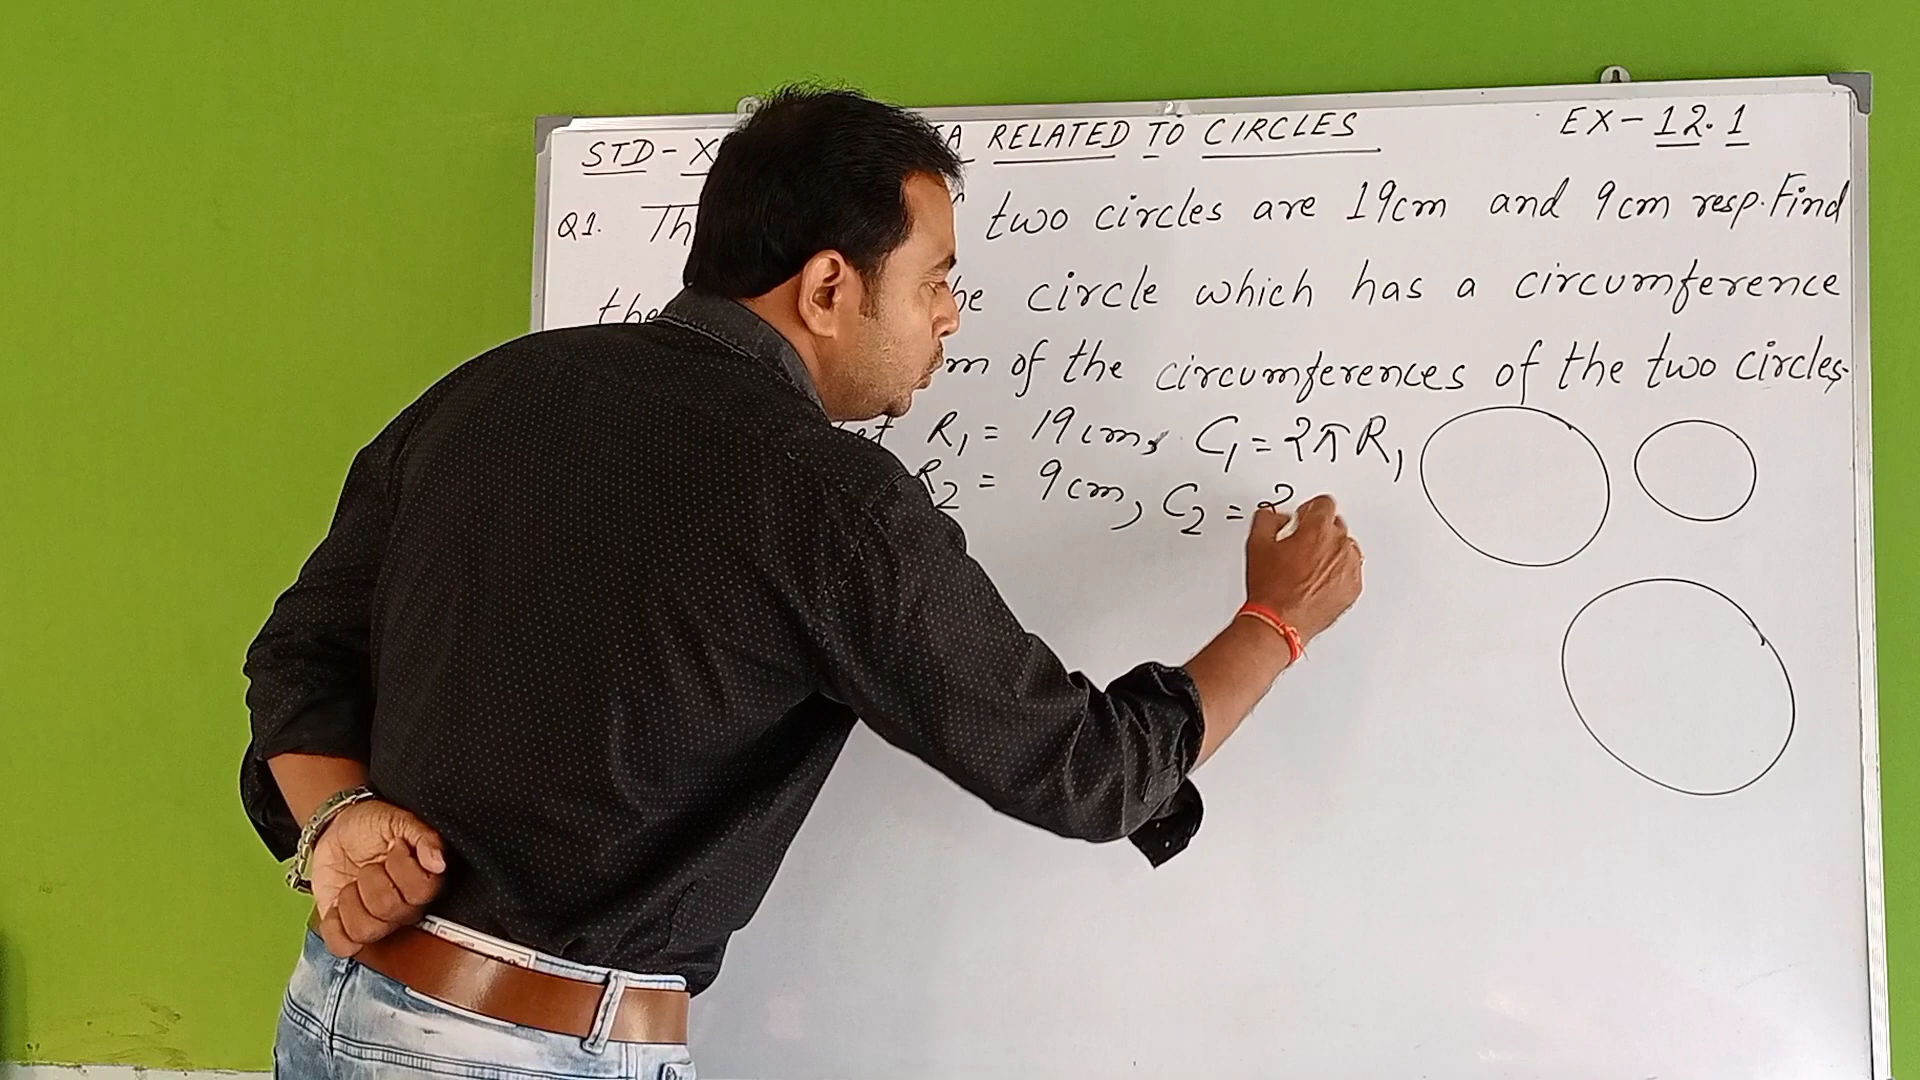 STD-X RELATED TO CIRCLES EX-12.1
Q1. Th two circles are 19cm and 9cm resp. Find
the circle which has a circumference
of the circumferences of the two circles.
R1 = 19cm, C1 = 2πR1
R2 = 9cm, C2 = 2